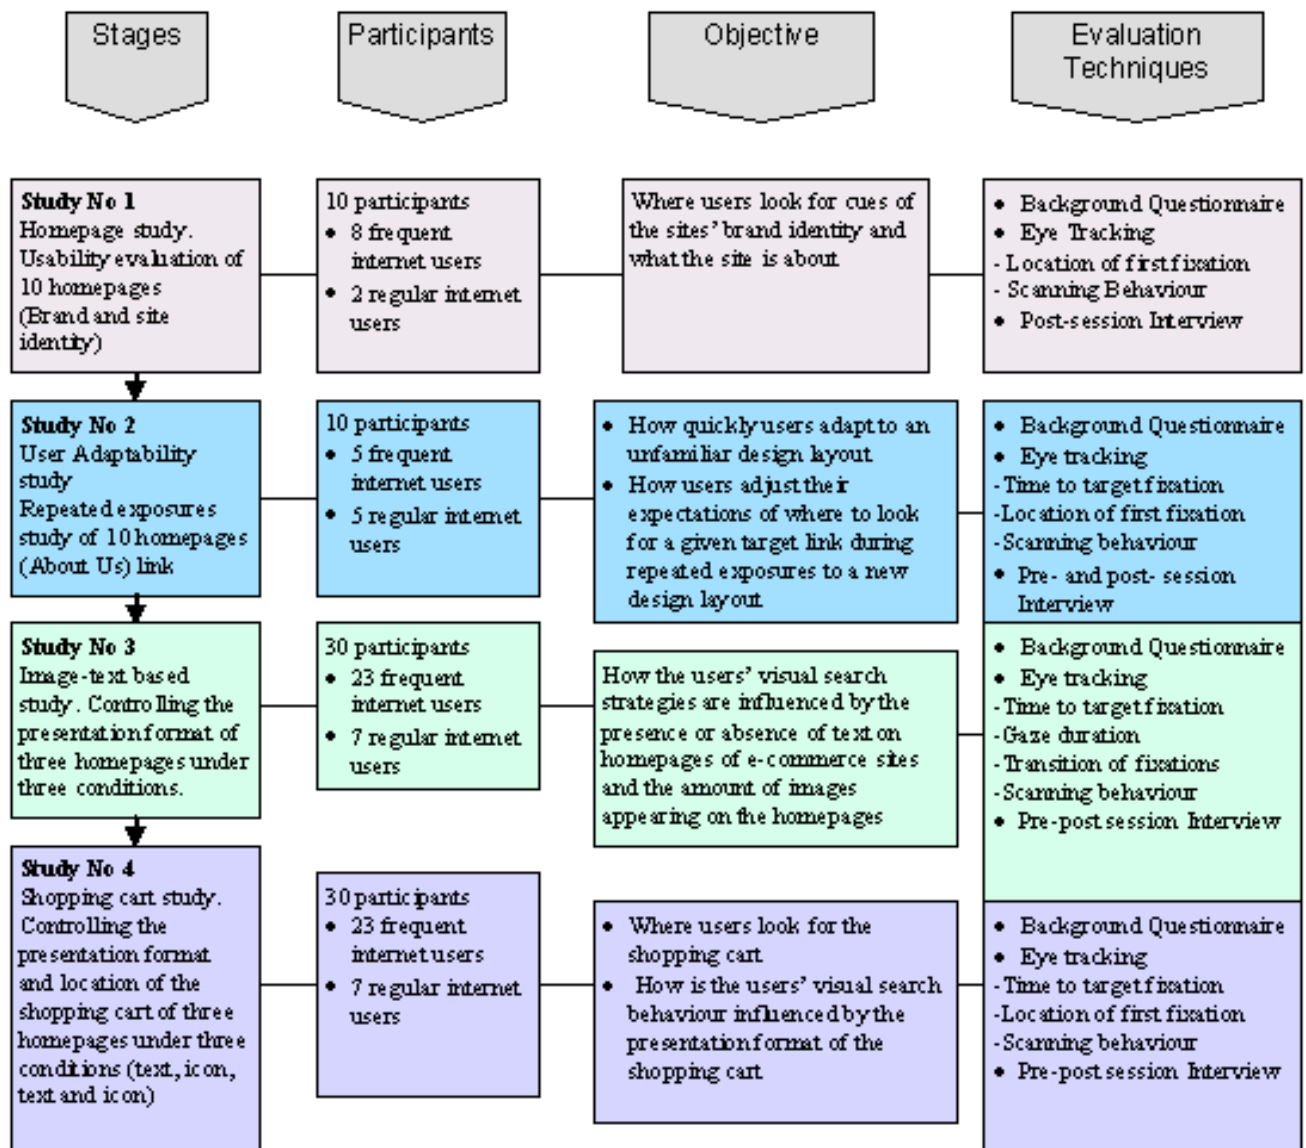 Stages
Participants
Objective
Evaluation
Techniques
Study No 1
Homepage study.
Usability evaluation of
10 homepages
(Brand and site
identity)
10 participants
• 8 frequent
internet users
• 2 regular internet
users
Where users look for cues of
the sites' brand identity and
what the site is about
• Background Questionnaire
• Eye Tracking
- Location of first fixation
- Scanning Behaviour
• Post-session Interview
Study No 2
User Adaptability
study
Repeated exposures
study of 10 homepages
(About Us) link
10 participants
• 5 frequent
internet users
• 5 regular internet
users
• How quickly users adapt to an
unfamiliar design layout
• How users adjust their
expectations of where to look
for a given target link during
repeated exposures to a new
design layout
• Background Questionnaire
• Eye tracking
-Time to target fixation
-Location of first fixation
-Scanning behaviour
• Pre- and post- session
Interview
Study No 3
Image-text based
study. Controlling the
presentation format of
three homepages under
three conditions.
30 participants
• 23 frequent
internet users
• 7 regular internet
users
How the users' visual search
strategies are influenced by the
presence or absence of text on
homepages of e-commerce sites
and the amount of images
appearing on the homepages
• Background Questionnaire
• Eye tracking
-Time to target fixation
-Gaze duration
-Transition of fixations
-Scanning behaviour
• Pre-post session Interview
Study No 4
Shopping cart study.
Controlling the
presentation format
and location of the
shopping cart of three
homepages under three
conditions (text, icon,
text and icon)
30 participants
• 23 frequent
internet users
• 7 regular internet
users
• Where users look for the
shopping cart
• How is the users' visual search
behaviour influenced by the
presentation format of the
shopping cart
• Background Questionnaire
• Eye tracking
-Time to target fixation
-Location of first fixation
-Scanning behaviour
• Pre-post session Interview